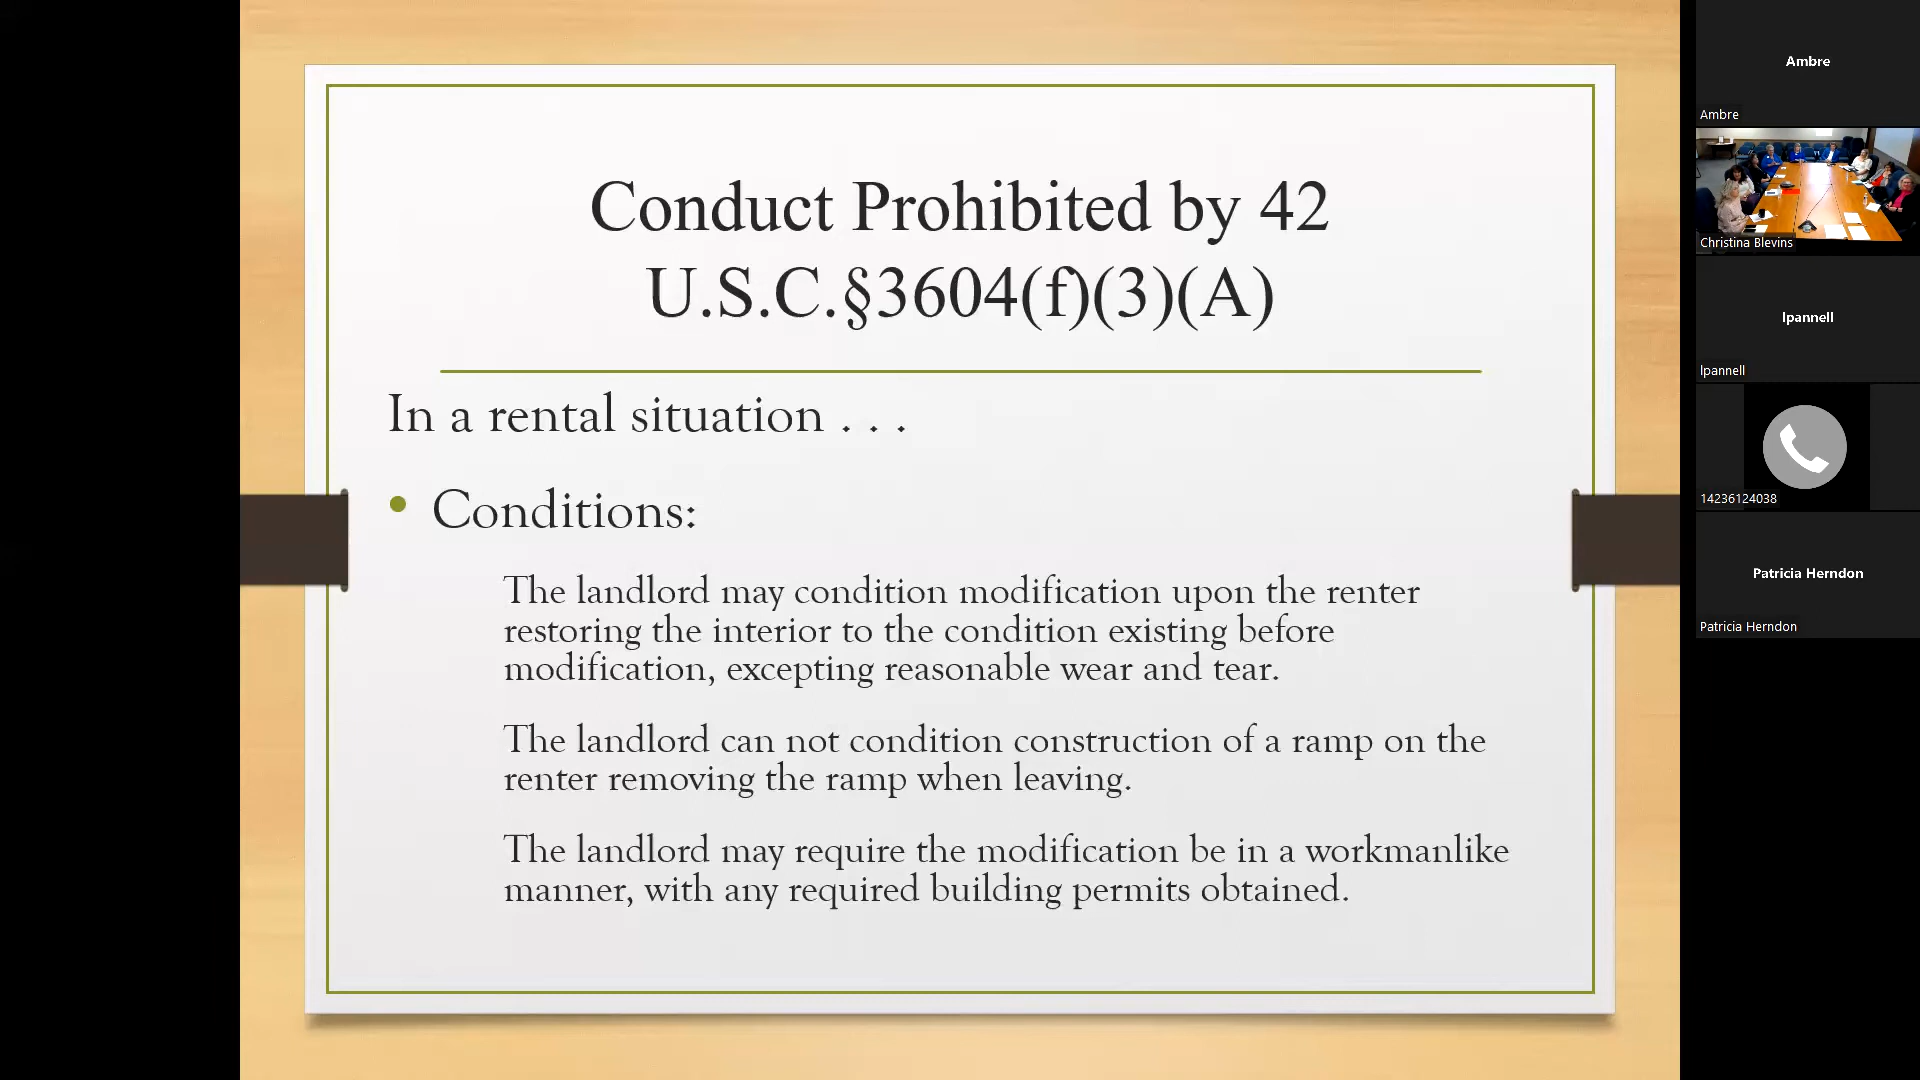 Conduct Prohibited by 42
U.S.C.§3604(f)(3)(A)
In a rental situation . . .
• Conditions:
The landlord may condition modification upon the renter
restoring the interior to the condition existing before
modification, excepting reasonable wear and tear.
The landlord can not condition construction of a ramp on the
renter removing the ramp when leaving.
The landlord may require the modification be in a workmanlike
manner, with any required building permits obtained.
Ambre
Ambre
Christina Blevins
lpannell
lpannell
14236124038
Patricia Herndon
Patricia Herndon